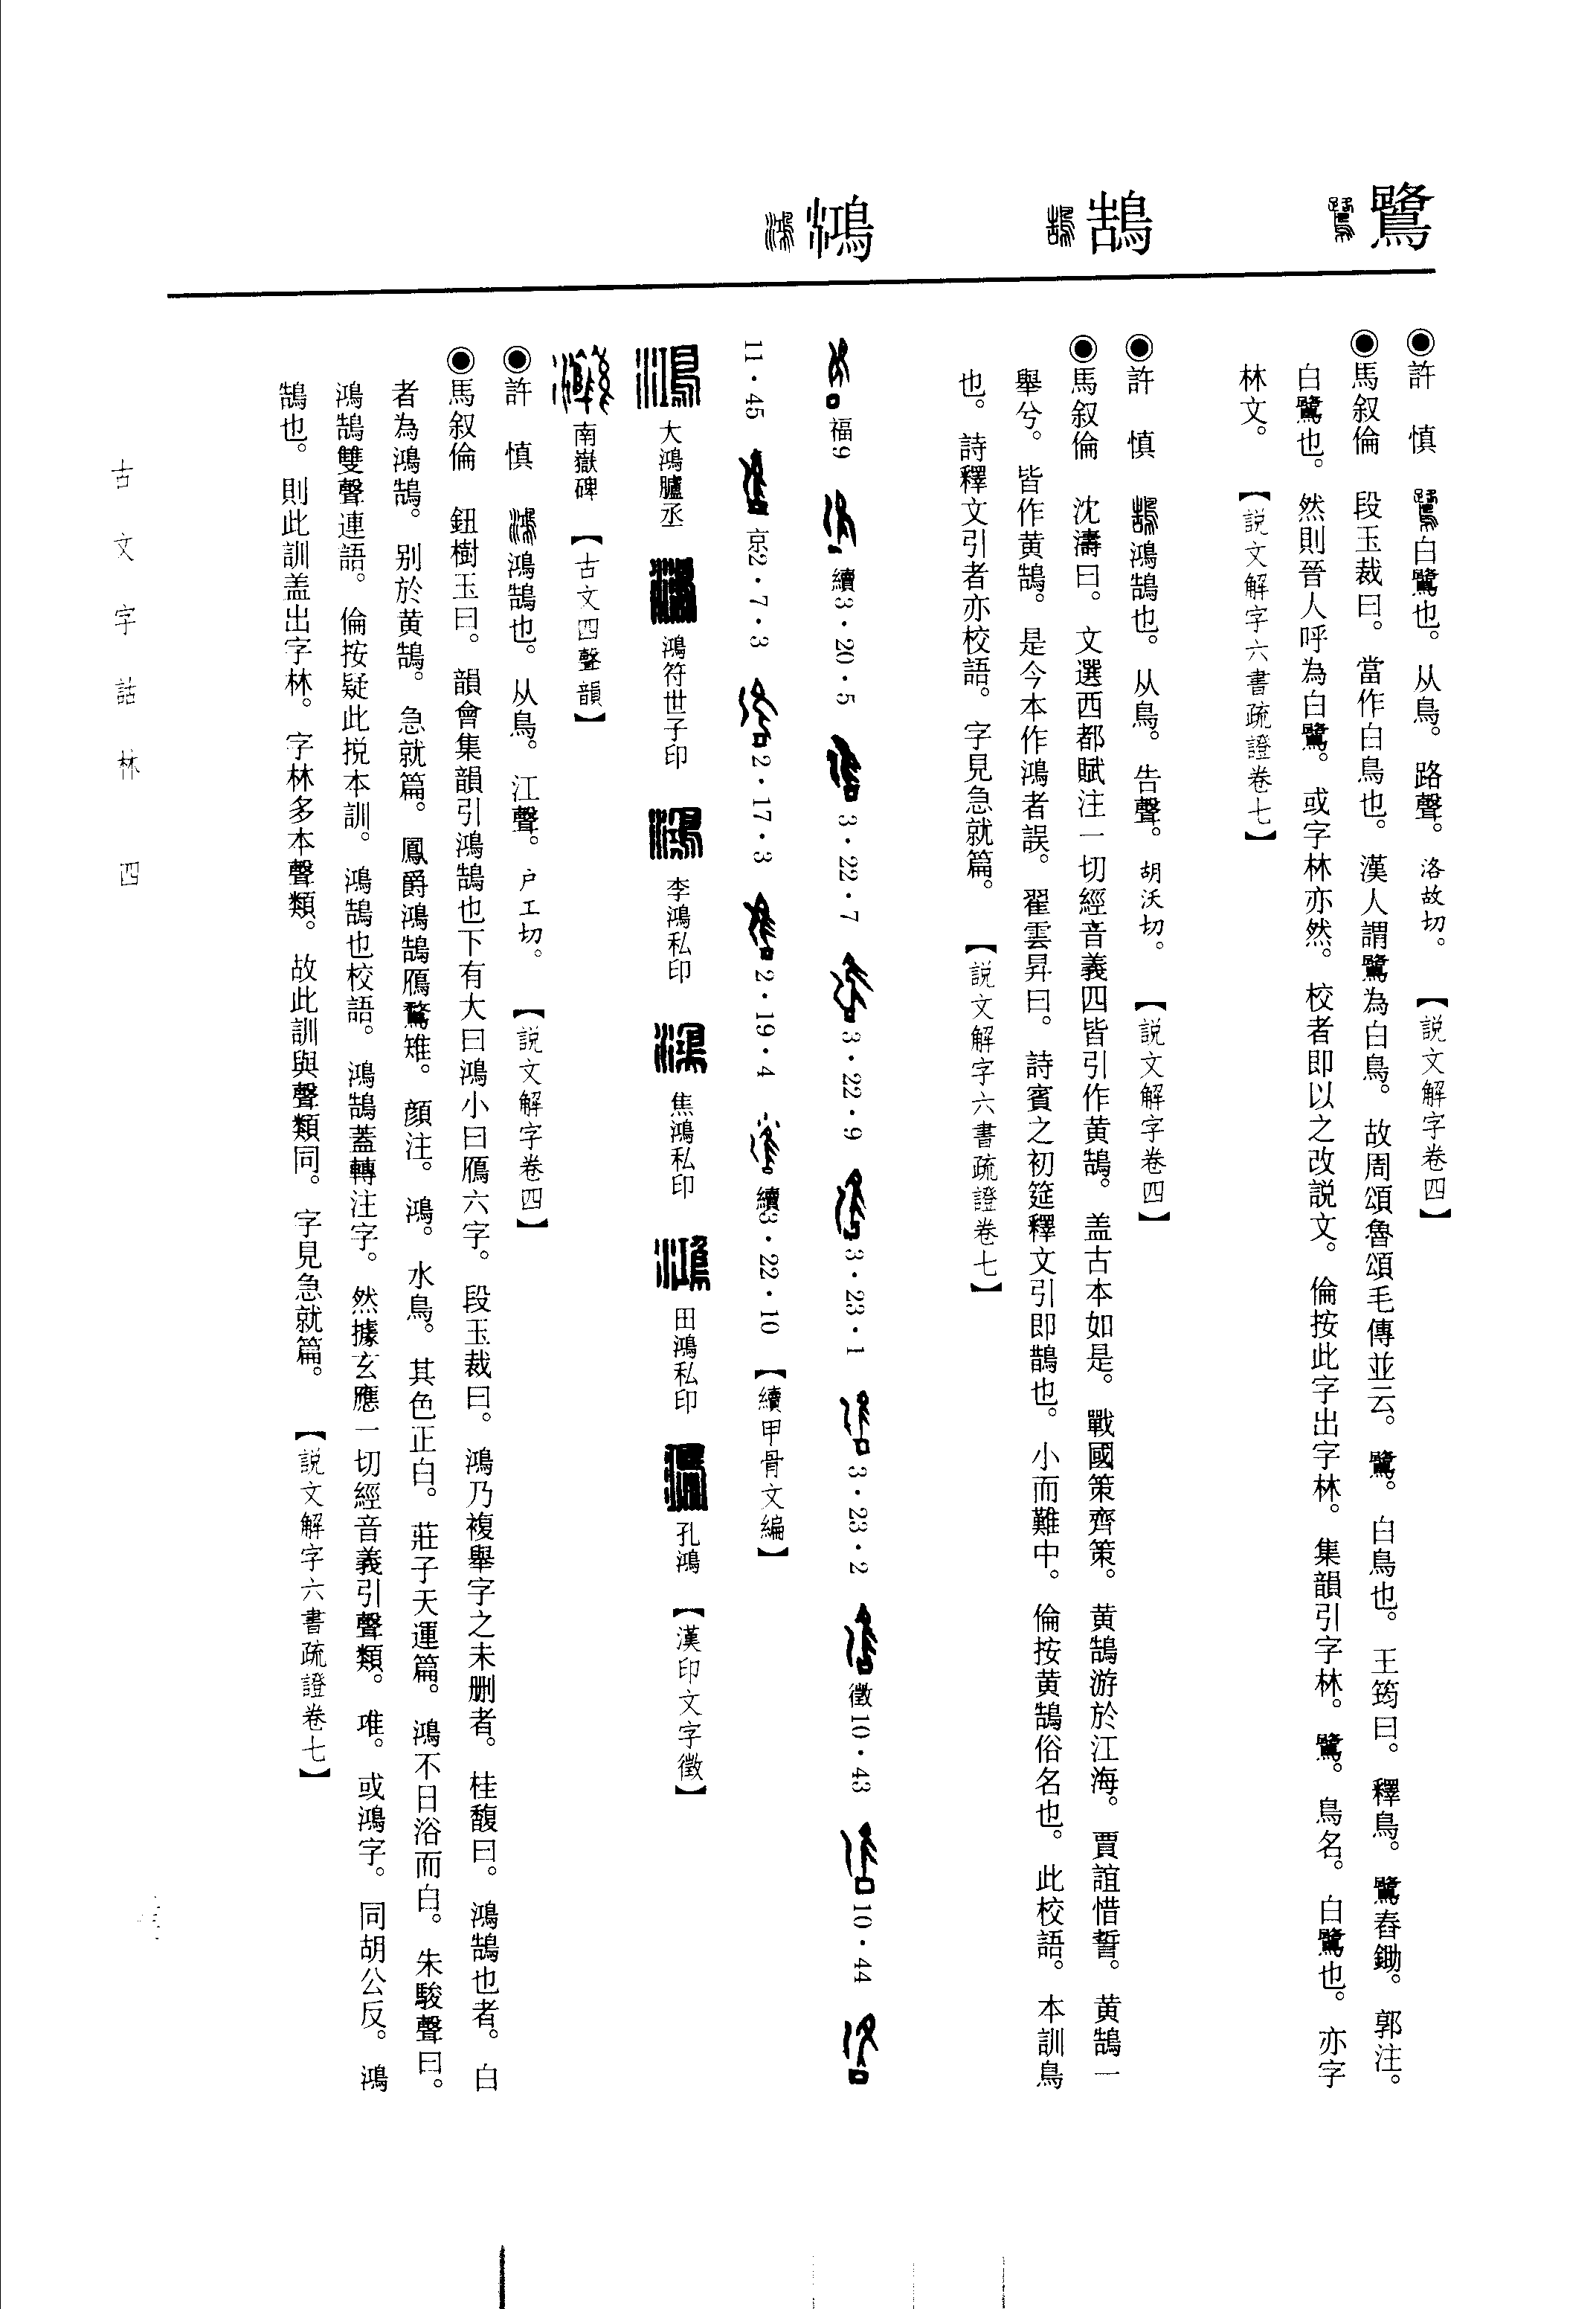 鷺
◉許　慎　白鷺也。从鳥。路聲。洛故切。【説文解字卷四】
◉馬叙倫　段玉裁曰。當作白鳥也。漢人謂鷺為白鳥。故周頌魯頌毛傳並云。鷺。白鳥也。王筠曰。釋鳥。鷺舂鋤。郭注。
白鷺也。然則晉人呼為白鷺。或字林亦然。校者即以之改説文。倫按此字出字林。集韻引字林。鷺。鳥名。白鷺也。亦字
林文。【説文解字六書疏證卷七】
鵠
◉許　慎　鴻鵠也。从鳥。告聲。胡沃切。【説文解字卷四】
◉馬叙倫　沈濤曰。文選西都賦注一切經音義四皆引作黄鵠。盖古本如是。戰國策齊策。黄鵠游於江海。賈誼惜誓。黄鵠一
舉兮。皆作黄鵠。是今本作鴻者誤。翟雲昇曰。詩賓之初筵釋文引即鵲也。小而難中。倫按黄鵠俗名也。此校語。本訓鳥
也。詩釋文引者亦校語。字見急就篇。【説文解字六書疏證卷七】
鴻
福9　續3·20·5　3·22·7　3·22·9　3·23·1　3·23·2　徵10·43　10·44
11·45　京2·7·3　2·17·3　2·19·4　續3·22·10【續甲骨文編】
大鴻臚丞　鴻符世子印　李鴻私印　焦鴻私印　田鴻私印　孔鴻【漢印文字徵】
南嶽碑【古文四聲韻】
◉許　慎　鴻鵠也。从鳥。江聲。户工切。【説文解字卷四】
◉馬叙倫　鈕樹玉曰。韻會集韻引鴻鵠也下有大曰鴻小曰鴈六字。段玉裁曰。鴻乃複舉字之未删者。桂馥曰。鴻鵠也者。白
者為鴻鵠。别於黄鵠。急就篇。鳳爵鴻鵠鴈鶩雉。顔注。鴻。水鳥。其色正白。莊子天運篇。鴻不日浴而白。朱駿聲曰。
鴻鵠雙聲連語。倫按疑此捝本訓。鴻鵠也校語。鴻鵠蓋轉注字。然據玄應一切經音義引聲類。唯。或鴻字。同胡公反。鴻
鵠也。則此訓盖出字林。字林多本聲類。故此訓與聲類同。字見急就篇。【説文解字六書疏證卷七】
古文字詁林　四